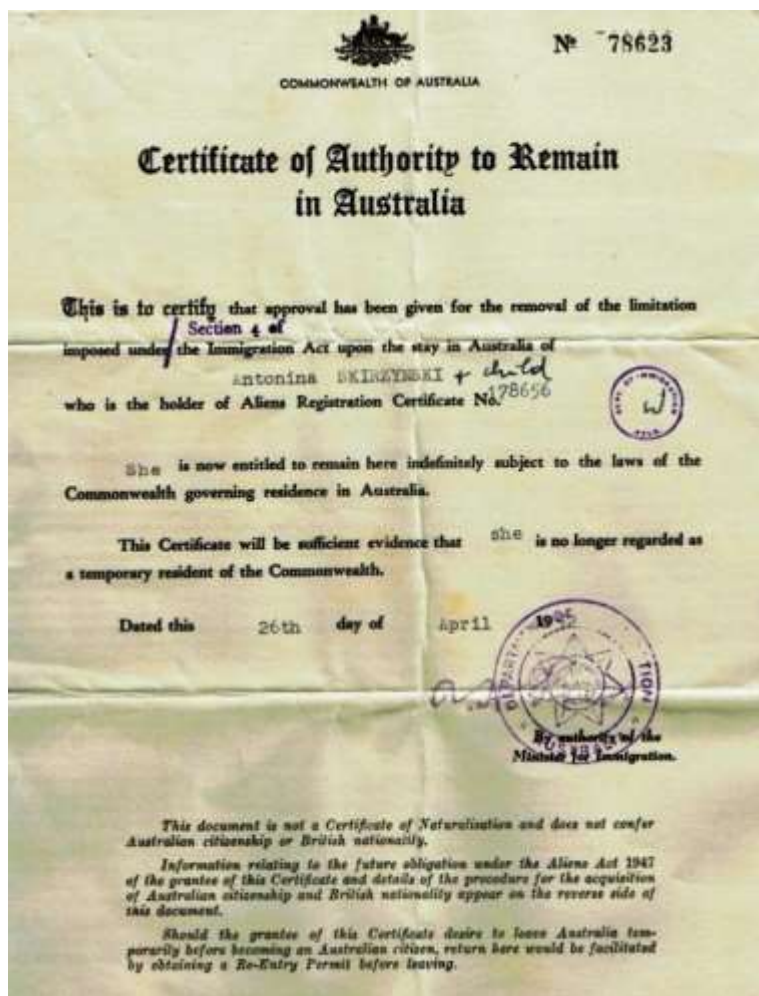 Nº 78623
COMMONWEALTH OF AUSTRALIA
Certificate of Authority to Remain
in Australia
This is to certify that approval has been given for the removal of the limitation
Section 4 of
imposed under the Immigration Act upon the stay in Australia of
Antonina SKIRZYNSKI + child
who is the holder of Aliens Registration Certificate No. 178656
She is now entitled to remain here indefinitely subject to the laws of the
Commonwealth governing residence in Australia.
This Certificate will be sufficient evidence that she is no longer regarded as
a temporary resident of the Commonwealth.
Dated this 26th day of April 19
By authority of the
Minister for Immigration.
This document is not a Certificate of Naturalisation and does not confer
Australian citizenship or British nationality.
Information relating to the future obligation under the Aliens Act 1947
of the grantee of this Certificate and details of the procedure for the acquisition
of Australian citizenship and British nationality appear on the reverse side of
this document.
Should the grantee of this Certificate desire to leave Australia tem-
porarily before becoming an Australian citizen, return here would be facilitated
by obtaining a Re-Entry Permit before leaving.